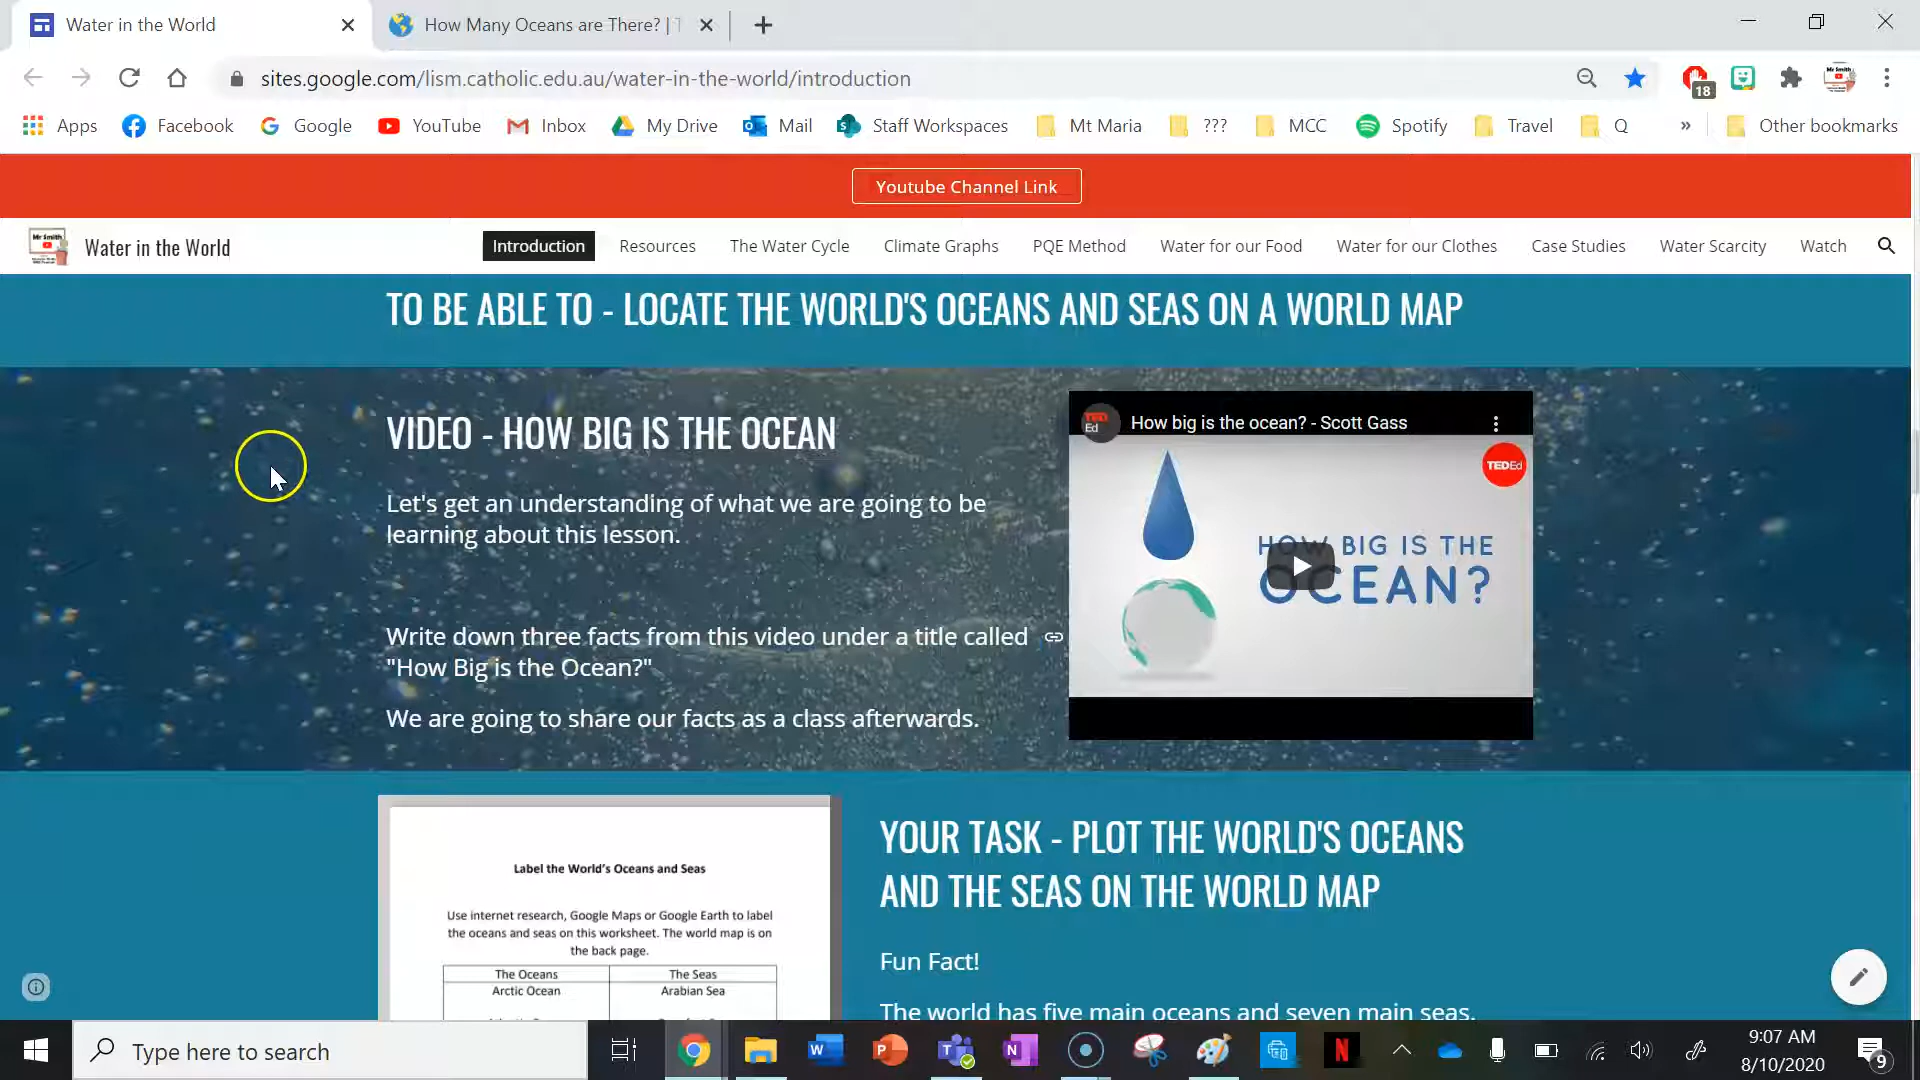 Water in the World
How Many Oceans are There? |
sites.google.com/lism.catholic.edu.au/water-in-the-world/introduction
18
Apps
Facebook
Google
YouTube
Inbox
My Drive
Mail
Staff Workspaces
Mt Maria
???
MCC
Spotify
Travel
Q
»
Other bookmarks
Youtube Channel Link
Water in the World
Introduction
Resources
The Water Cycle
Climate Graphs
PQE Method
Water for our Food
Water for our Clothes
Case Studies
Water Scarcity
Watch
TO BE ABLE TO - LOCATE THE WORLD'S OCEANS AND SEAS ON A WORLD MAP
VIDEO - HOW BIG IS THE OCEAN
Let's get an understanding of what we are going to be
learning about this lesson.
Write down three facts from this video under a title called
"How Big is the Ocean?"
We are going to share our facts as a class afterwards.
TED Ed
How big is the ocean? - Scott Gass
TEDEd
HOW BIG IS THE
OCEAN?
Label the World's Oceans and Seas
Use internet research, Google Maps or Google Earth to label
the oceans and seas on this worksheet. The world map is on
the back page.
The Oceans
The Seas
Arctic Ocean
Arabian Sea
YOUR TASK - PLOT THE WORLD'S OCEANS
AND THE SEAS ON THE WORLD MAP
Fun Fact!
The world has five main oceans and seven main seas.
Type here to search
9:07 AM
8/10/2020
9